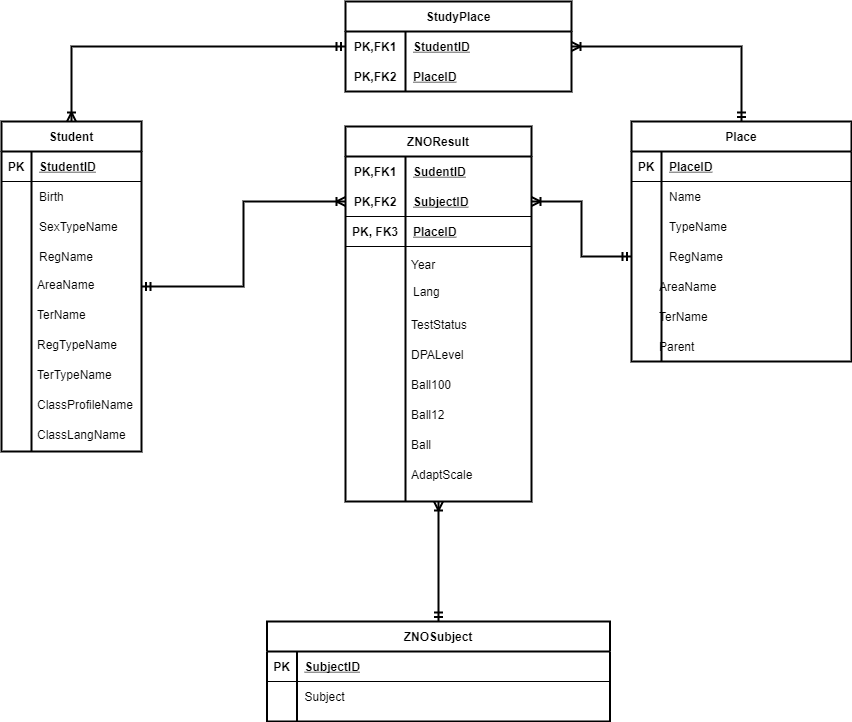 StudyPlace
PK,FK1 StudentID
PK,FK2 PlaceID
Student
PK StudentID
Birth
SexTypeName
RegName
AreaName
TerName
RegTypeName
TerTypeName
ClassProfileName
ClassLangName
ZNOResult
PK,FK1 SudentID
PK,FK2 SubjectID
PK, FK3 PlaceID
Year
Lang
TestStatus
DPALevel
Ball100
Ball12
Ball
AdaptScale
Place
PK PlaceID
Name
TypeName
RegName
AreaName
TerName
Parent
ZNOSubject
PK SubjectID
Subject